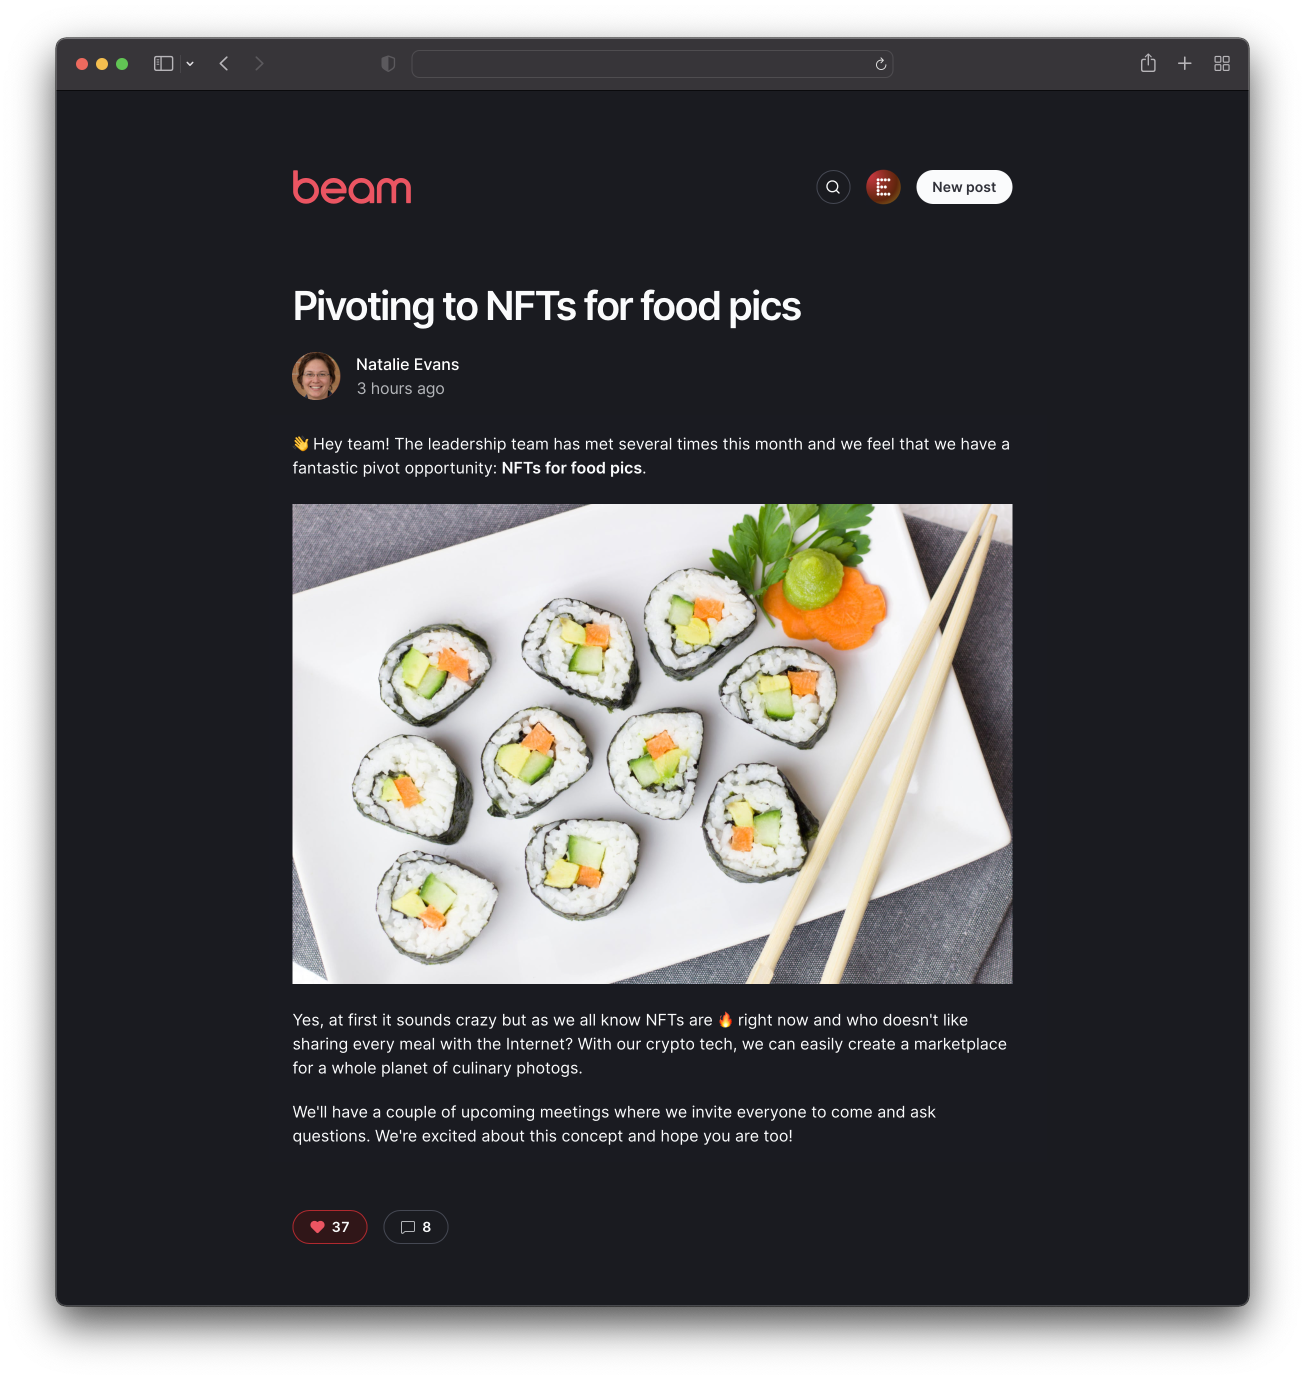 beam
New post
Pivoting to NFTs for food pics
Natalie Evans
3 hours ago
👋 Hey team! The leadership team has met several times this month and we feel that we have a
fantastic pivot opportunity: NFTs for food pics.
Yes, at first it sounds crazy but as we all know NFTs are 🔥 right now and who doesn't like
sharing every meal with the Internet? With our crypto tech, we can easily create a marketplace
for a whole planet of culinary photogs.
We'll have a couple of upcoming meetings where we invite everyone to come and ask
questions. We're excited about this concept and hope you are too!
37
8